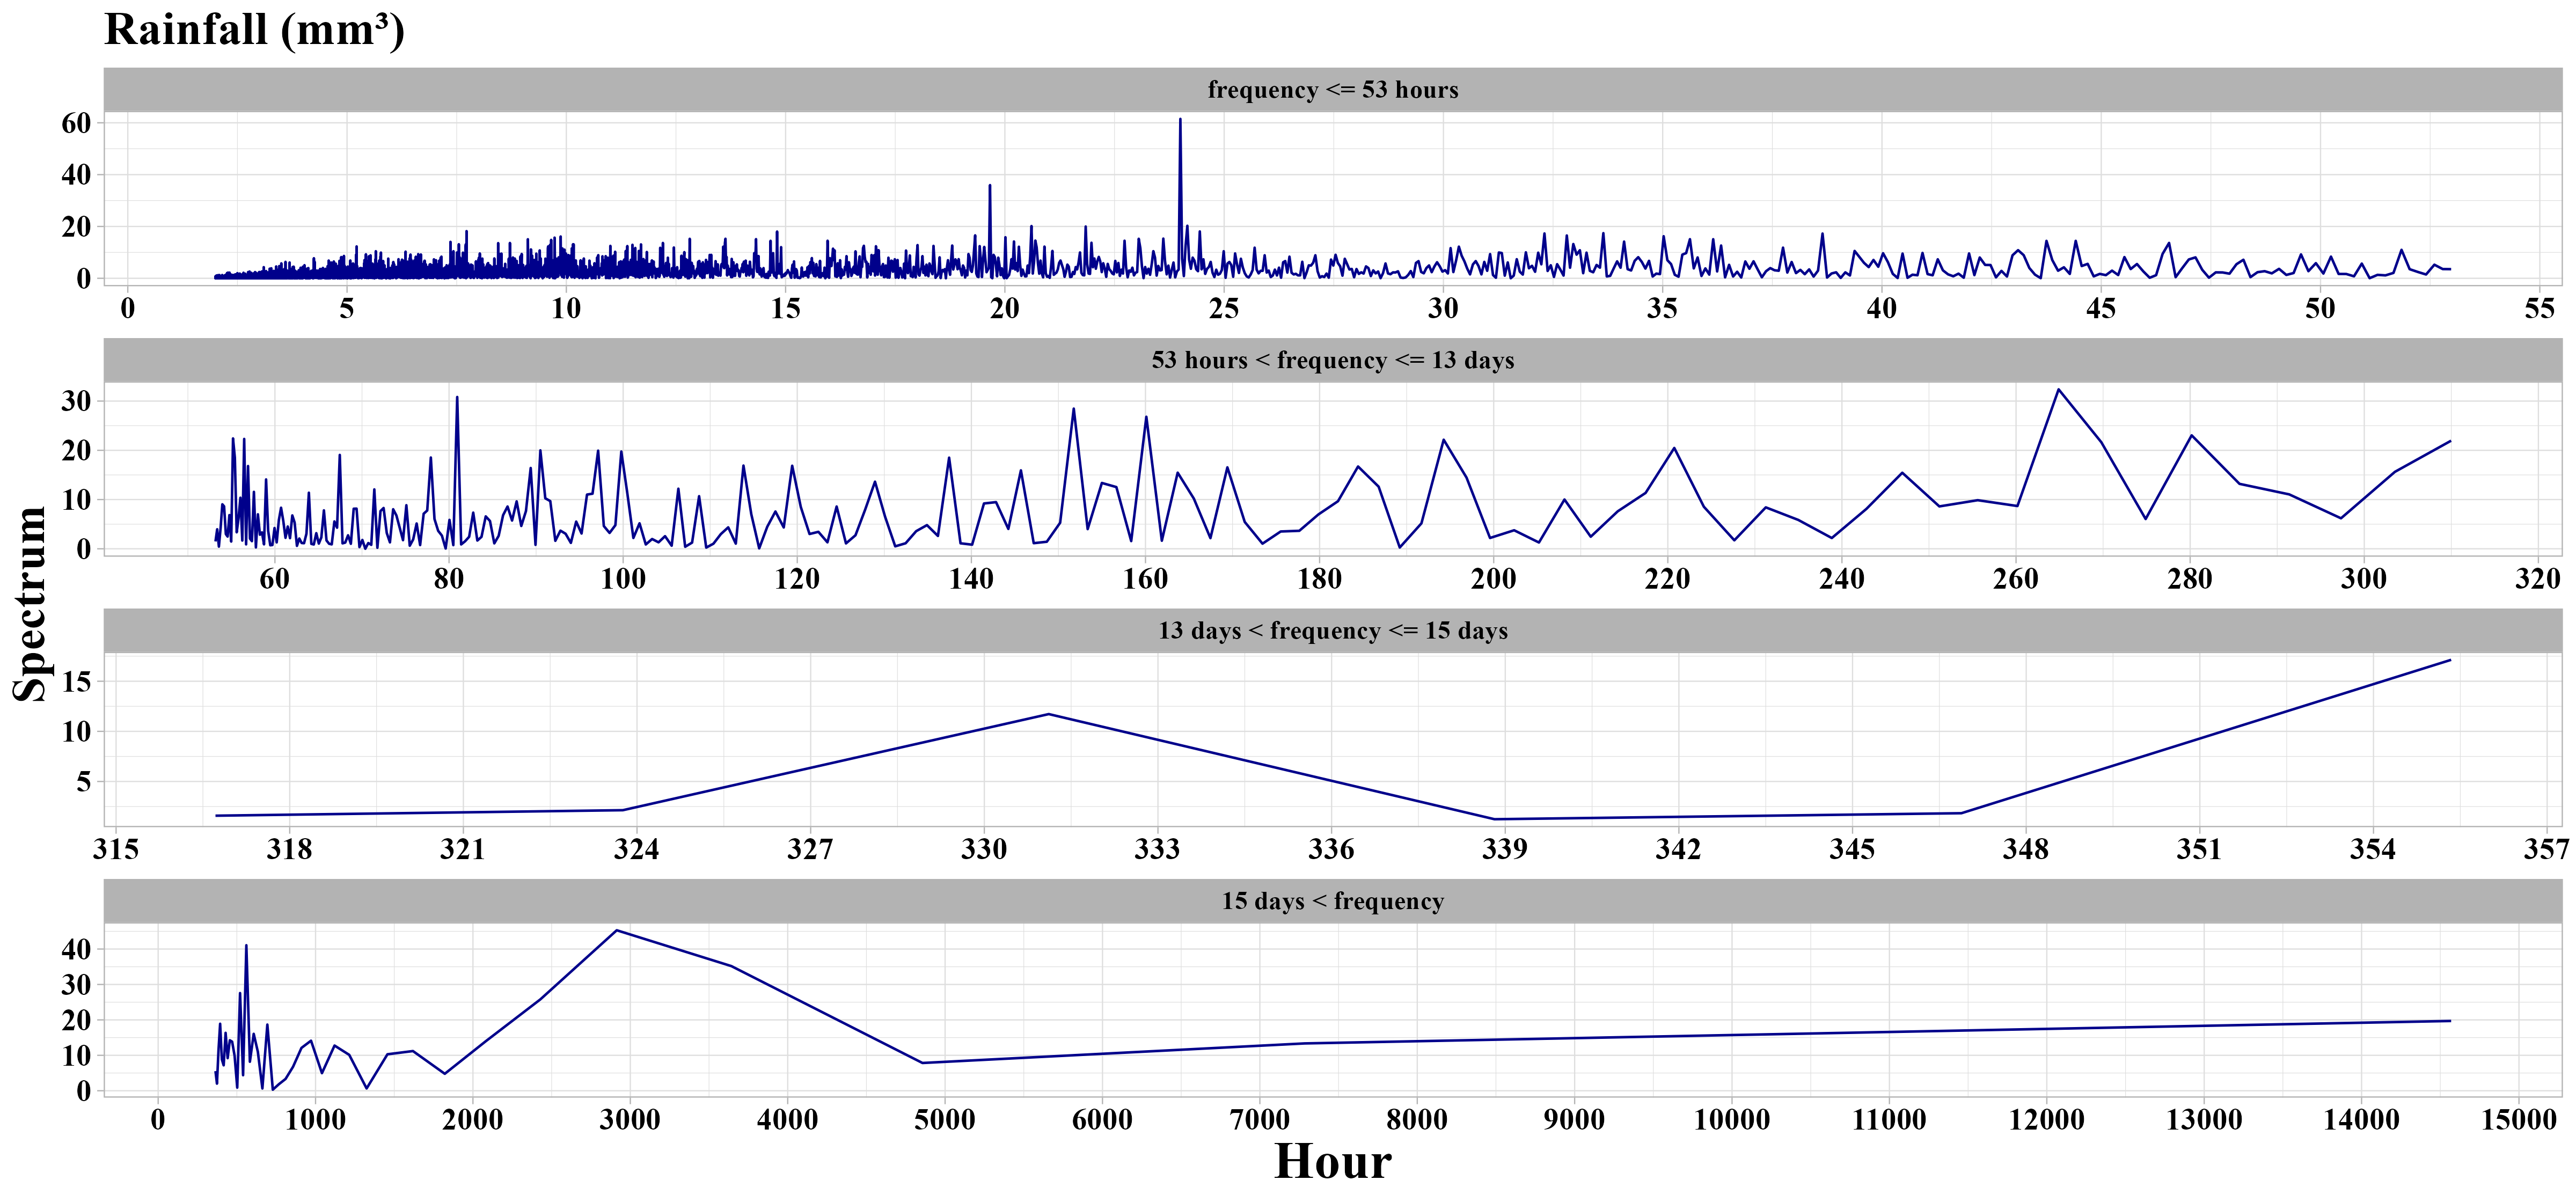 Rainfall (mm³)
frequency <= 53 hours
60
40
20
0
0 5 10 15 20 25 30 35 40 45 50 55
53 hours < frequency <= 13 days
30
20
10
0
60 80 100 120 140 160 180 200 220 240 260 280 300 320
13 days < frequency <= 15 days
15
10
5
315 318 321 324 327 330 333 336 339 342 345 348 351 354 357
15 days < frequency
40
30
20
10
0
0 1000 2000 3000 4000 5000 6000 7000 8000 9000 10000 11000 12000 13000 14000 15000
Spectrum
Hour